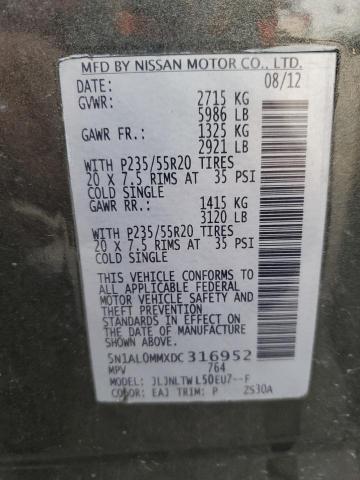 MFD BY NISSAN MOTOR CO., LTD.
DATE: 08/12
GVWR: 2715 KG
5986 LB
GAWR FR.: 1325 KG
2921 LB
WITH P235/55R20 TIRES
20 X 7.5 RIMS AT 35 PSI
COLD SINGLE
GAWR RR.: 1415 KG
3120 LB
WITH P235/55R20 TIRES
20 X 7.5 RIMS AT 35 PSI
COLD SINGLE
THIS VEHICLE CONFORMS TO
ALL APPLICABLE FEDERAL
MOTOR VEHICLE SAFETY AND
THEFT PREVENTION
STANDARDS IN EFFECT ON THE
DATE OF MANUFACTURE SHOWN
ABOVE.
5N1AL0MMXDC316952
MPV 764
MODEL: JLJNLTWL50EU7--F
COLOR: EAJ TRIM: P ZS30A